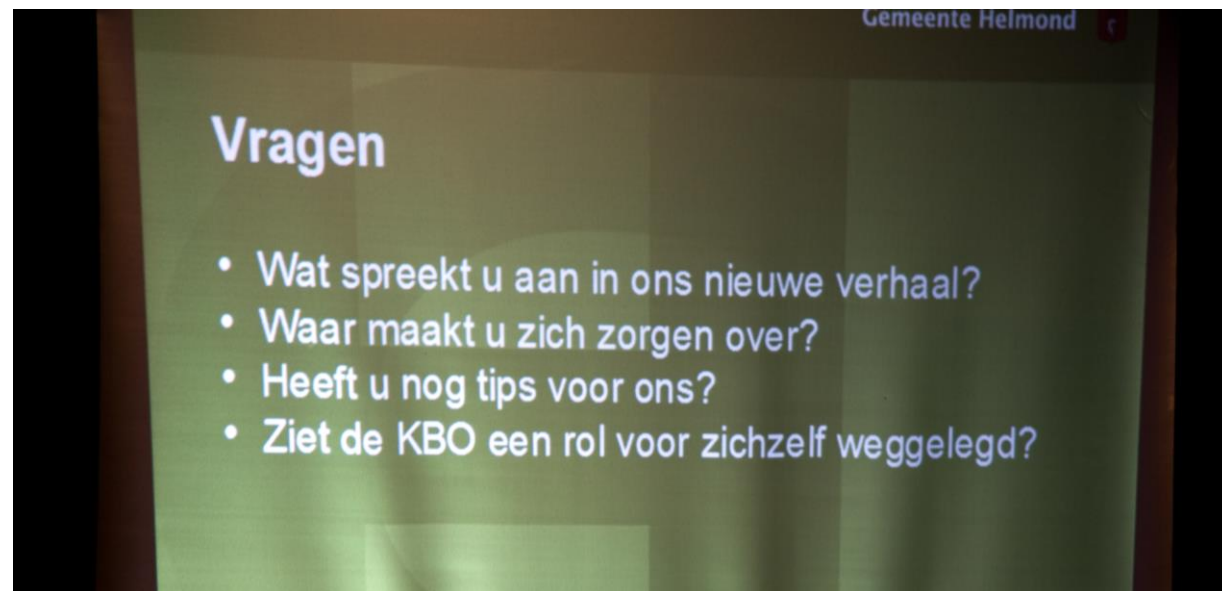 Gemeente Helmond
Vragen
• Wat spreekt u aan in ons nieuwe verhaal?
• Waar maakt u zich zorgen over?
• Heeft u nog tips voor ons?
• Ziet de KBO een rol voor zichzelf weggelegd?